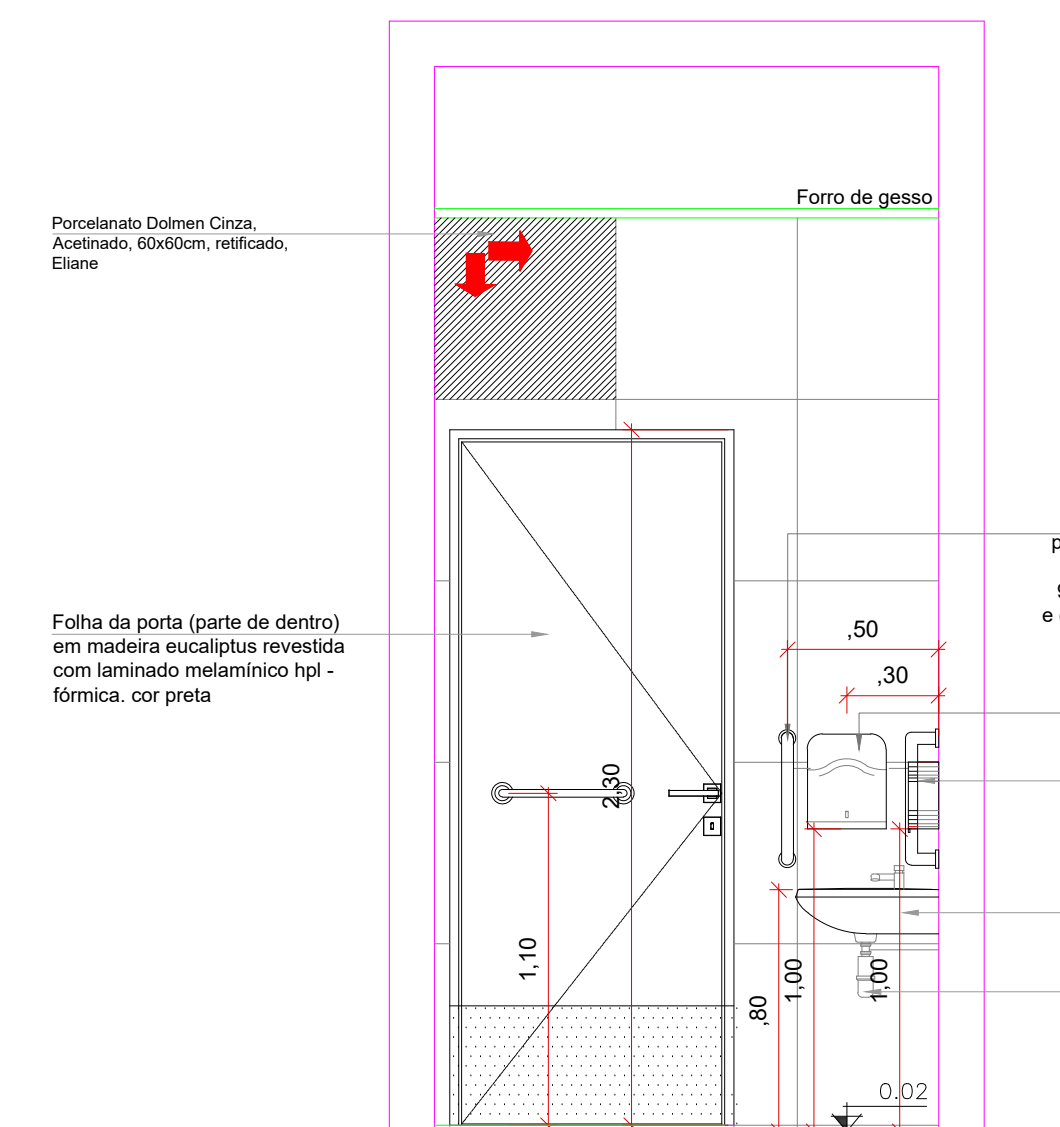 Forro de gesso
Porcelanato Dolmen Cinza,
Acetinado, 60x60cm, retificado,
Eliane
p
g
e
Folha da porta (parte de dentro)
em madeira eucaliptus revestida
com laminado melamínico hpl -
fórmica. cor preta
,50
,30
2,30
1,10
,80
1,00
1,00
0.02